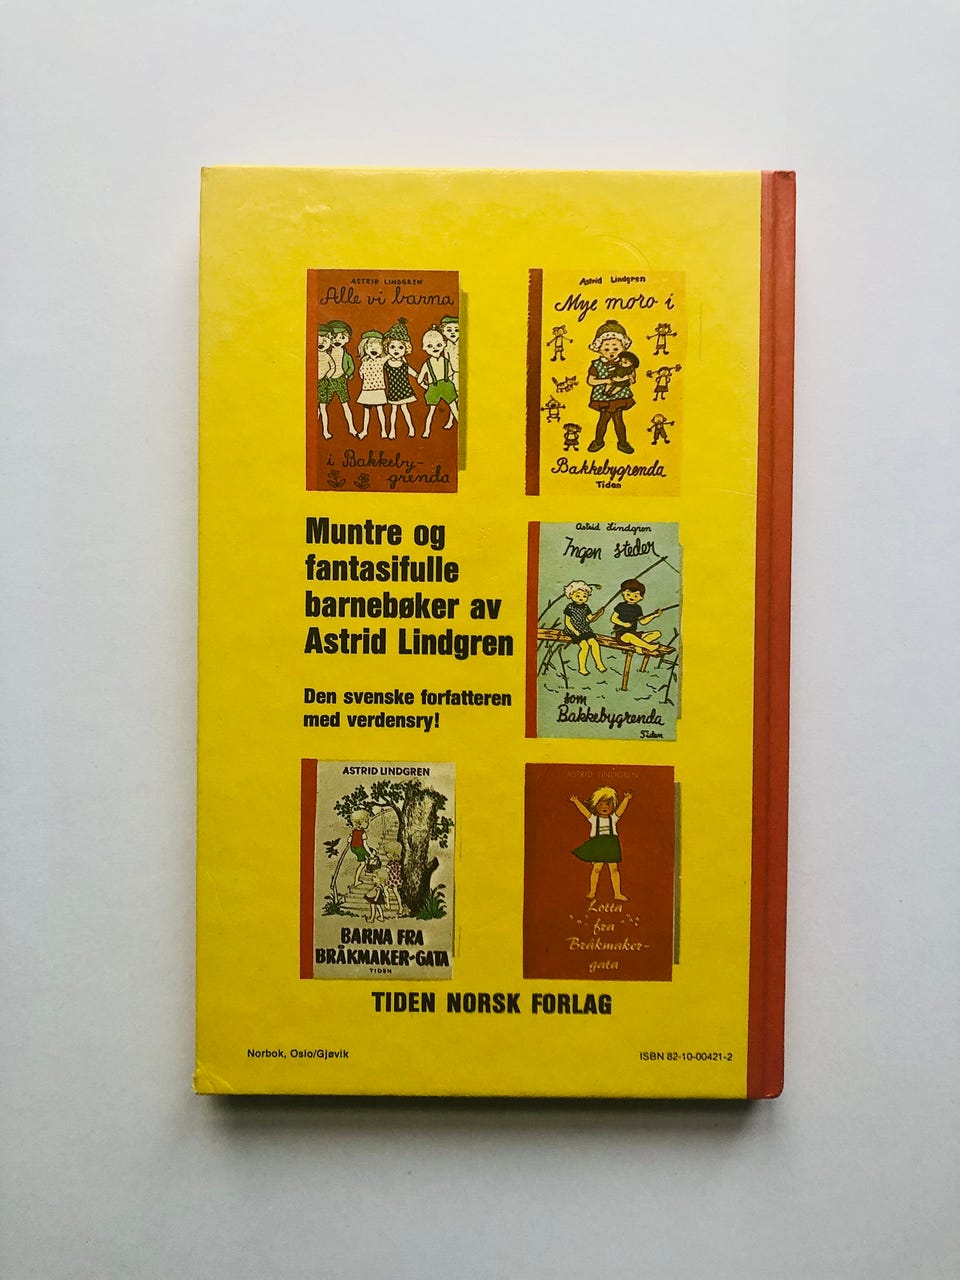 ASTRID LINDGREN
Alle vi barna
i Bakkeby-
grenda
Astrid Lindgren
Mye moro i
Bakkebygrenda
Tiden
Muntre og
fantasifulle
barnebøker av
Astrid Lindgren
Den svenske forfatteren
med verdensry!
Astrid Lindgren
Ingen steder
som
Bakkebygrenda
Tiden
ASTRID LINDGREN
BARNA FRA
BRÅKMAKER-GATA
TIDEN
ASTRID LINDGREN
Lotta
fra
Bråkmaker-
gata
TIDEN NORSK FORLAG
Norbok, Oslo/Gjøvik
ISBN 82-10-00421-2